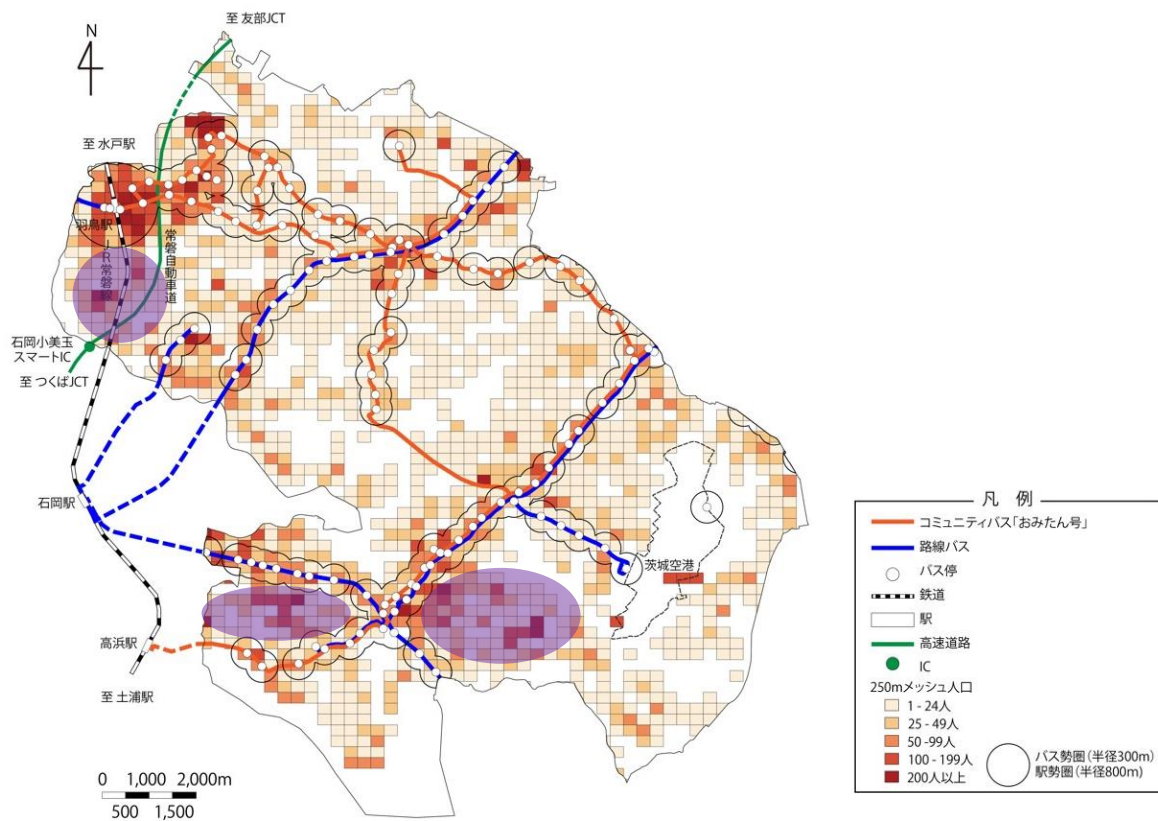 至 友部JCT
N
至 水戸駅
羽鳥駅
JR常磐線
常磐自動車道
石岡小美玉
スマートIC
至 つくばJCT
石岡駅
茨城空港
高浜駅
至 土浦駅
0 1,000 2,000m
500 1,500
凡 例
コミュニティバス「おみたん号」
路線バス
バス停
鉄道
駅
高速道路
IC
250mメッシュ人口
1 - 24人
25 - 49人
50 -99人
100 - 199人
200人以上
バス勢圏(半径300m)
駅勢圏(半径800m)